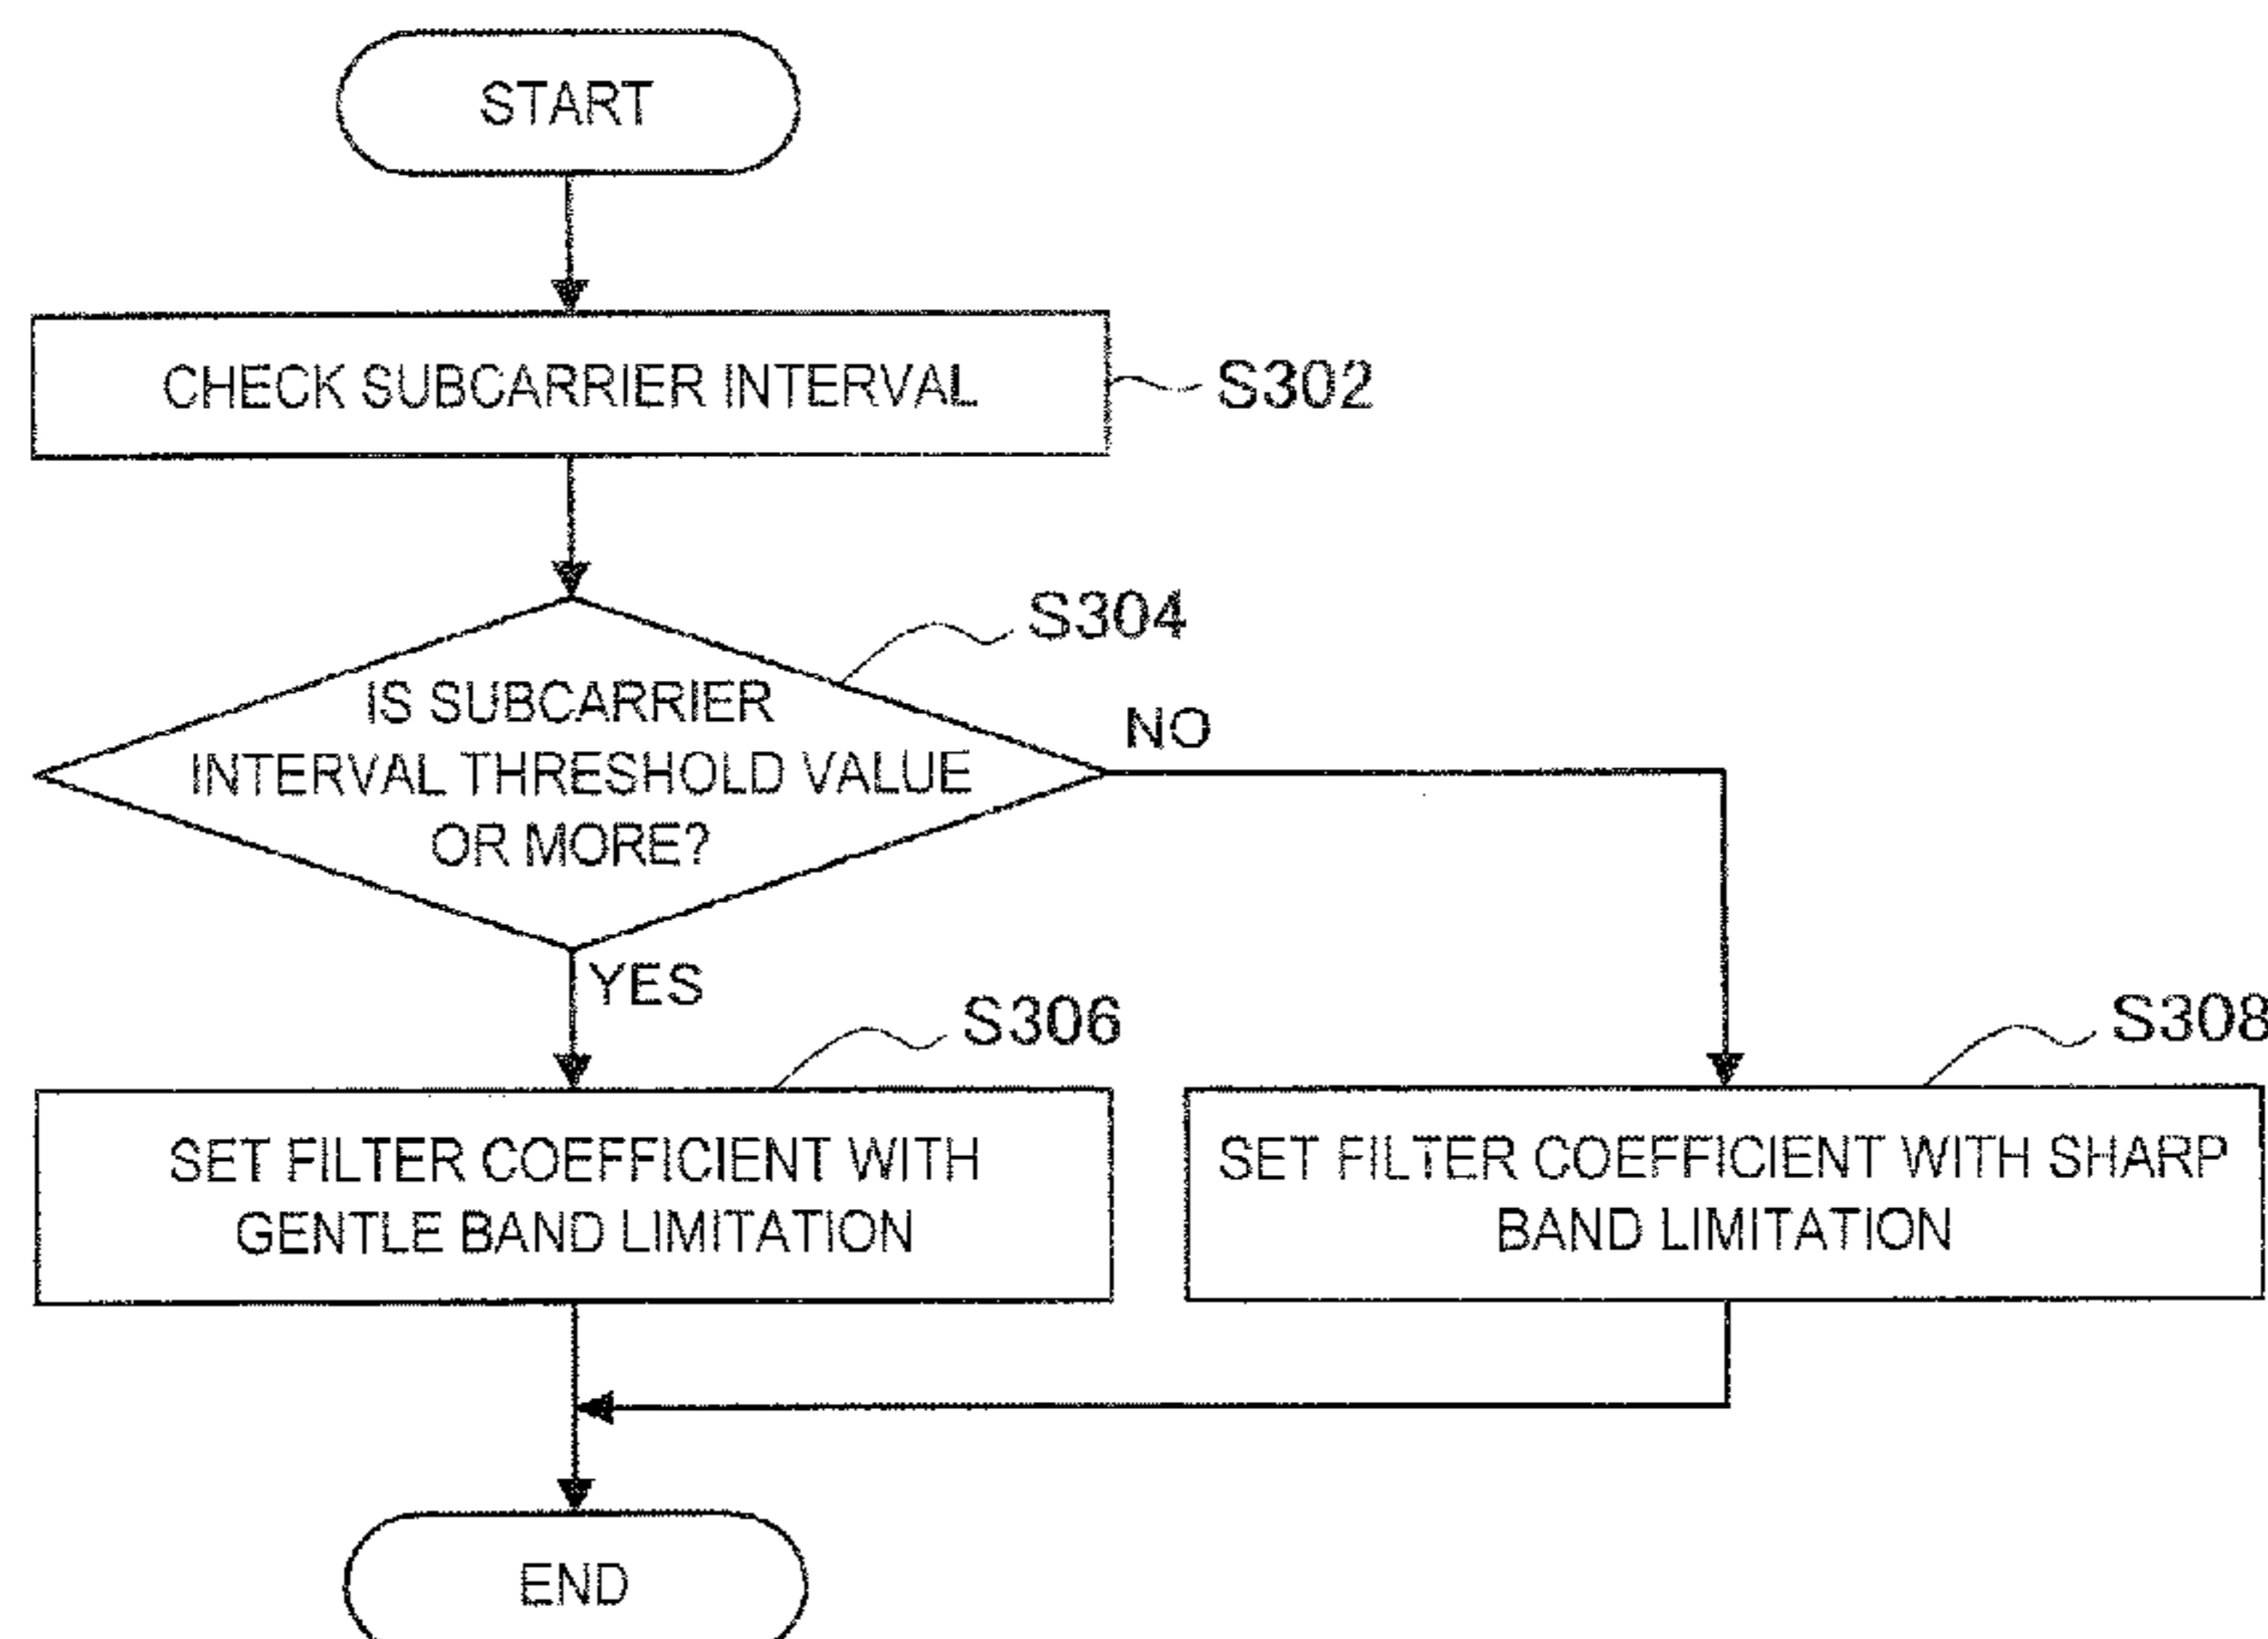 START
CHECK SUBCARRIER INTERVAL
S302
S304
IS SUBCARRIER
INTERVAL THRESHOLD VALUE
OR MORE?
NO
YES
S306
S308
SET FILTER COEFFICIENT WITH
GENTLE BAND LIMITATION
SET FILTER COEFFICIENT WITH SHARP
BAND LIMITATION
END